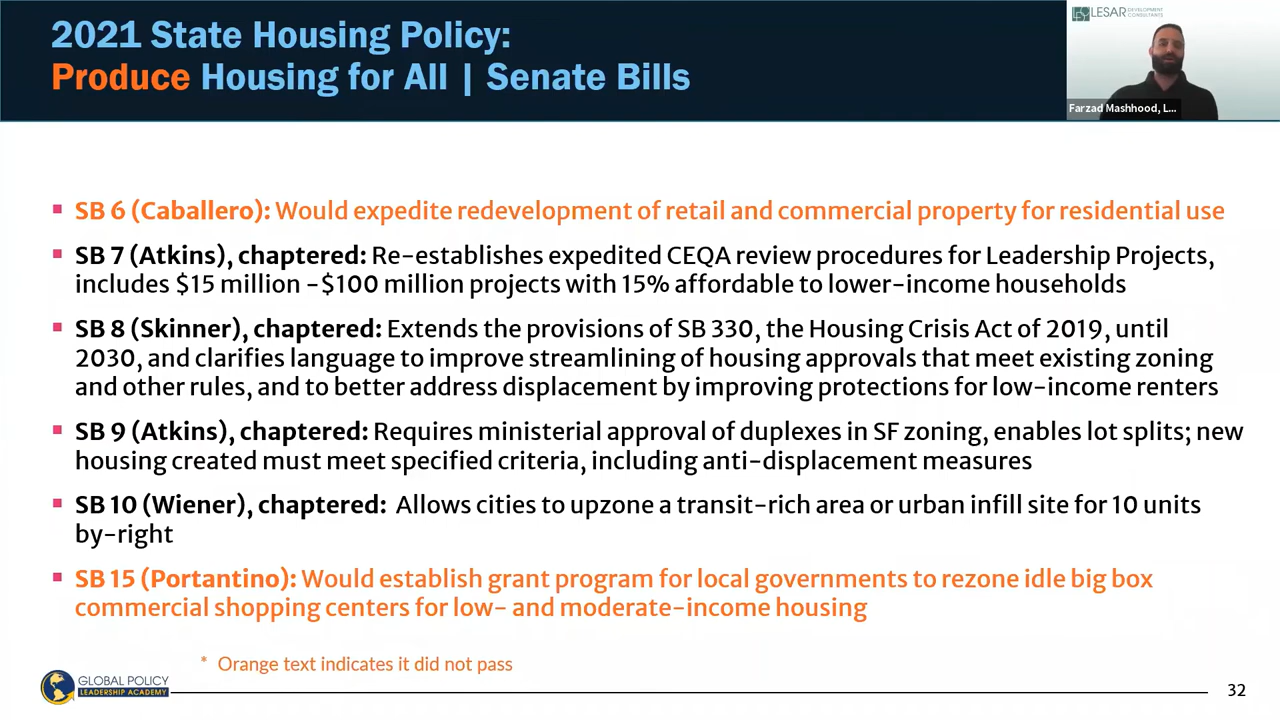 2021 State Housing Policy:
Produce Housing for All | Senate Bills
LESAR DEVELOPMENT CONSULTANTS
Farzad Mashhood, L...
▪ SB 6 (Caballero): Would expedite redevelopment of retail and commercial property for residential use
▪ SB 7 (Atkins), chaptered: Re-establishes expedited CEQA review procedures for Leadership Projects,
includes $15 million -$100 million projects with 15% affordable to lower-income households
▪ SB 8 (Skinner), chaptered: Extends the provisions of SB 330, the Housing Crisis Act of 2019, until
2030, and clarifies language to improve streamlining of housing approvals that meet existing zoning
and other rules, and to better address displacement by improving protections for low-income renters
▪ SB 9 (Atkins), chaptered: Requires ministerial approval of duplexes in SF zoning, enables lot splits; new
housing created must meet specified criteria, including anti-displacement measures
▪ SB 10 (Wiener), chaptered: Allows cities to upzone a transit-rich area or urban infill site for 10 units
by-right
▪ SB 15 (Portantino): Would establish grant program for local governments to rezone idle big box
commercial shopping centers for low- and moderate-income housing
* Orange text indicates it did not pass
GLOBAL POLICY
LEADERSHIP ACADEMY
32